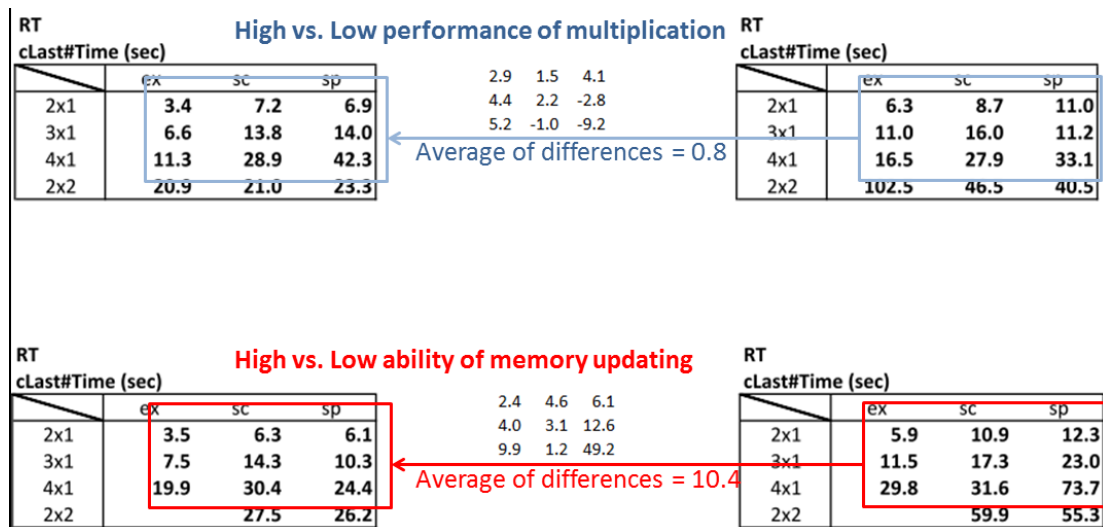 RT
High vs. Low performance of multiplication
RT
cLast#Time (sec)
cLast#Time (sec)
ex sc sp
2x1 3.4 7.2 6.9
3x1 6.6 13.8 14.0
4x1 11.3 28.9 42.3
2x2 20.9 21.0 23.3
2.9 1.5 4.1
4.4 2.2 -2.8
5.2 -1.0 -9.2
Average of differences = 0.8
ex sc sp
2x1 6.3 8.7 11.0
3x1 11.0 16.0 11.2
4x1 16.5 27.9 33.1
2x2 102.5 46.5 40.5
RT
High vs. Low ability of memory updating
RT
cLast#Time (sec)
cLast#Time (sec)
ex sc sp
2x1 3.5 6.3 6.1
3x1 7.5 14.3 10.3
4x1 19.9 30.4 24.4
2x2 27.5 26.2
2.4 4.6 6.1
4.0 3.1 12.6
9.9 1.2 49.2
Average of differences = 10.4
ex sc sp
2x1 5.9 10.9 12.3
3x1 11.5 17.3 23.0
4x1 29.8 31.6 73.7
2x2 59.9 55.3